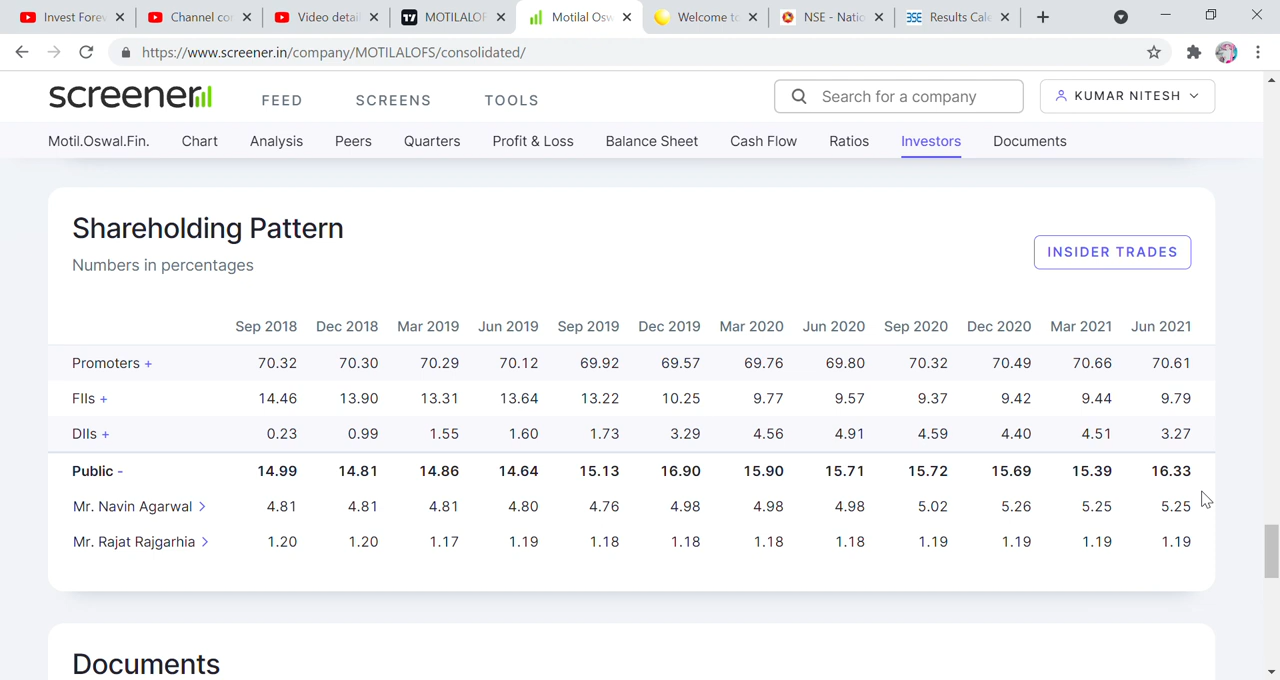 Invest Fore
Channel co
Video detail
MOTILALOF
Motilal Osw
Welcome to
NSE - Natio
BSE Results Cale
https://www.screener.in/company/MOTILALOFS/consolidated/
screener
FEED
SCREENS
TOOLS
Search for a company
KUMAR NITESH
Motil.Oswal.Fin. Chart Analysis Peers Quarters Profit & Loss Balance Sheet Cash Flow Ratios Investors Documents
Shareholding Pattern
Numbers in percentages
INSIDER TRADES
Sep 2018 Dec 2018 Mar 2019 Jun 2019 Sep 2019 Dec 2019 Mar 2020 Jun 2020 Sep 2020 Dec 2020 Mar 2021 Jun 2021
Promoters + 70.32 70.30 70.29 70.12 69.92 69.57 69.76 69.80 70.32 70.49 70.66 70.61
FIIs + 14.46 13.90 13.31 13.64 13.22 10.25 9.77 9.57 9.37 9.42 9.44 9.79
DIIs + 0.23 0.99 1.55 1.60 1.73 3.29 4.56 4.91 4.59 4.40 4.51 3.27
Public - 14.99 14.81 14.86 14.64 15.13 16.90 15.90 15.71 15.72 15.69 15.39 16.33
Mr. Navin Agarwal > 4.81 4.81 4.81 4.80 4.76 4.98 4.98 4.98 5.02 5.26 5.25 5.25
Mr. Rajat Rajgarhia > 1.20 1.20 1.17 1.19 1.18 1.18 1.18 1.18 1.19 1.19 1.19 1.19
Documents